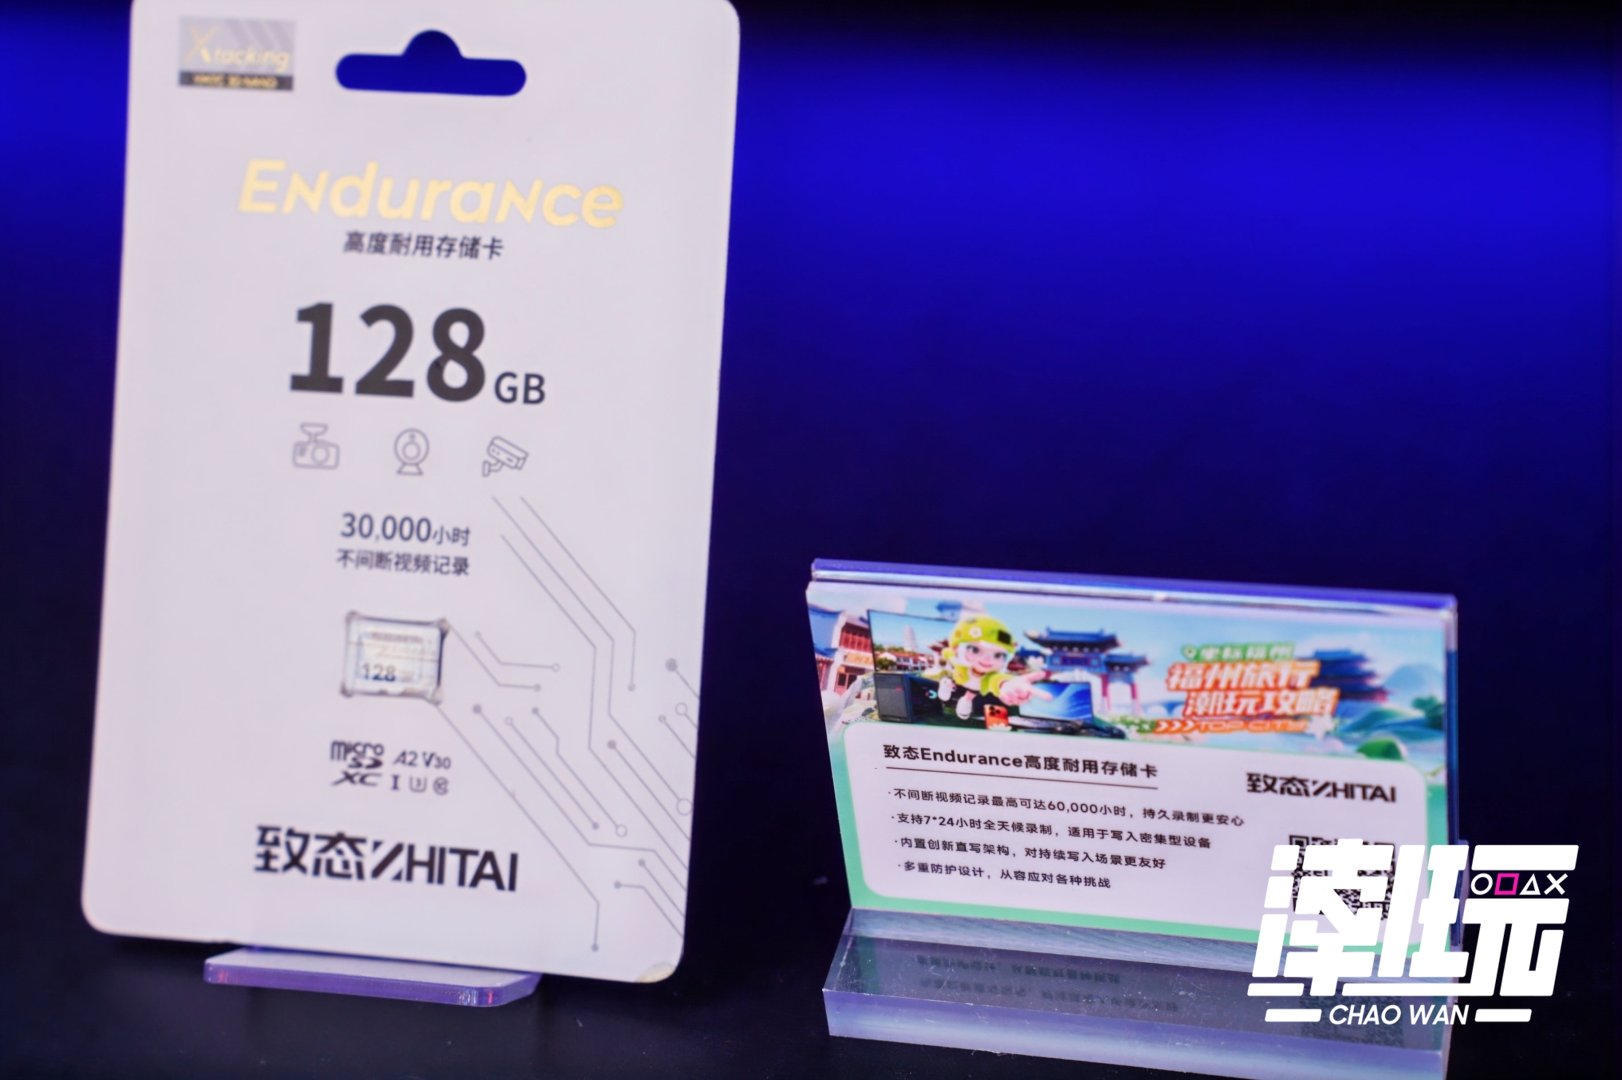 Xtacking
Endurance
高度耐用存储卡
128GB
30,000小时
不间断视频记录
128
micro SD XC I A2 V30 U3
致态ZHITAI
坐标福州
福州旅行
潮玩攻略
TOP-CITY
致态Endurance高度耐用存储卡
致态ZHITAI
·不间断视频记录最高可达60,000小时，持久录制更安心
·支持7*24小时全天候录制，适用于写入密集型设备
·内置创新直写架构，对持续写入场景更友好
·多重防护设计，从容应对各种挑战
潮玩
CHAO WAN